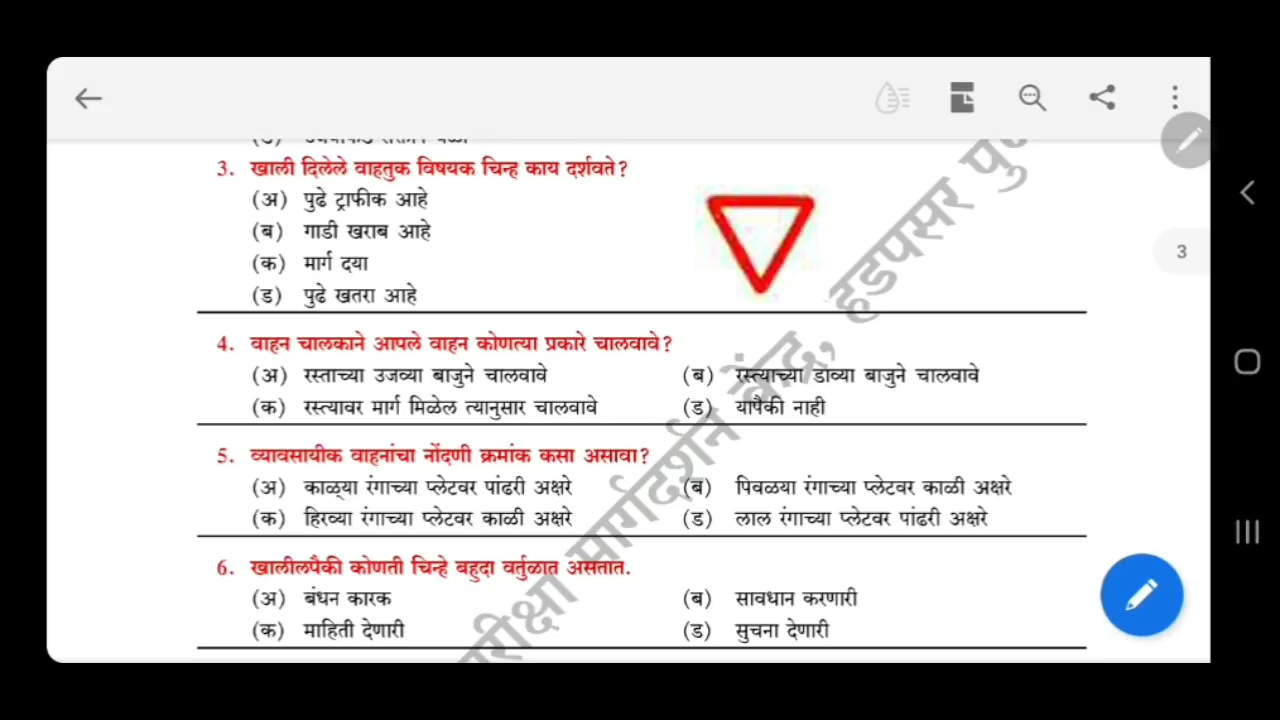 3. खाली दिलेले वाहतुक विषयक चिन्ह काय दर्शवते?
(अ) पुढे ट्राफीक आहे
(ब) गाडी खराब आहे
(क) मार्ग दया
(ड) पुढे खतरा आहे
3
4. वाहन चालकाने आपले वाहन कोणत्या प्रकारे चालवावे?
(अ) रस्ताच्या उजव्या बाजुने चालवावे (ब) रस्त्याच्या डाव्या बाजुने चालवावे
(क) रस्त्यावर मार्ग मिळेल त्यानुसार चालवावे (ड) यापैकी नाही
5. व्यावसायीक वाहनांचा नोंदणी क्रमांक कसा असावा?
(अ) काळ्या रंगाच्या प्लेटवर पांढरी अक्षरे (ब) पिवळया रंगाच्या प्लेटवर काळी अक्षरे
(क) हिरव्या रंगाच्या प्लेटवर काळी अक्षरे (ड) लाल रंगाच्या प्लेटवर पांढरी अक्षरे
6. खालीलपैकी कोणती चिन्हे बहुदा वर्तुळात असतात.
(अ) बंधन कारक (ब) सावधान करणारी
(क) माहिती देणारी (ड) सुचना देणारी
मार्गदर्शन केंद्र, हडपसर